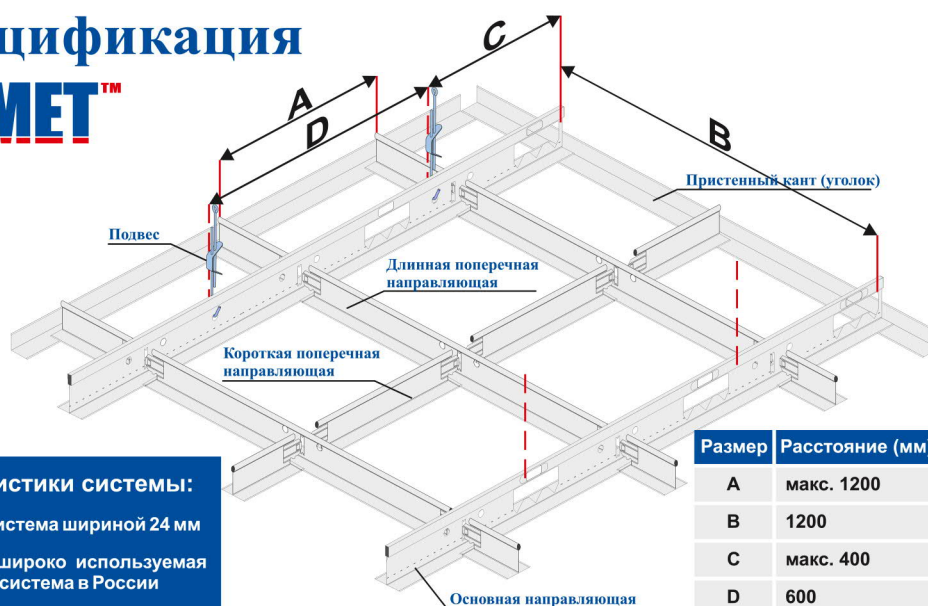 цификация
МЕТ™
C
A
D
B
Пристенный кант (уголок)
Подвес
Длинная поперечная
направляющая
Короткая поперечная
направляющая
Основная направляющая
истики системы:
истема шириной 24 мм
широко используемая
система в России
Размер Расстояние (мм)
A макс. 1200
B 1200
C макс. 400
D 600